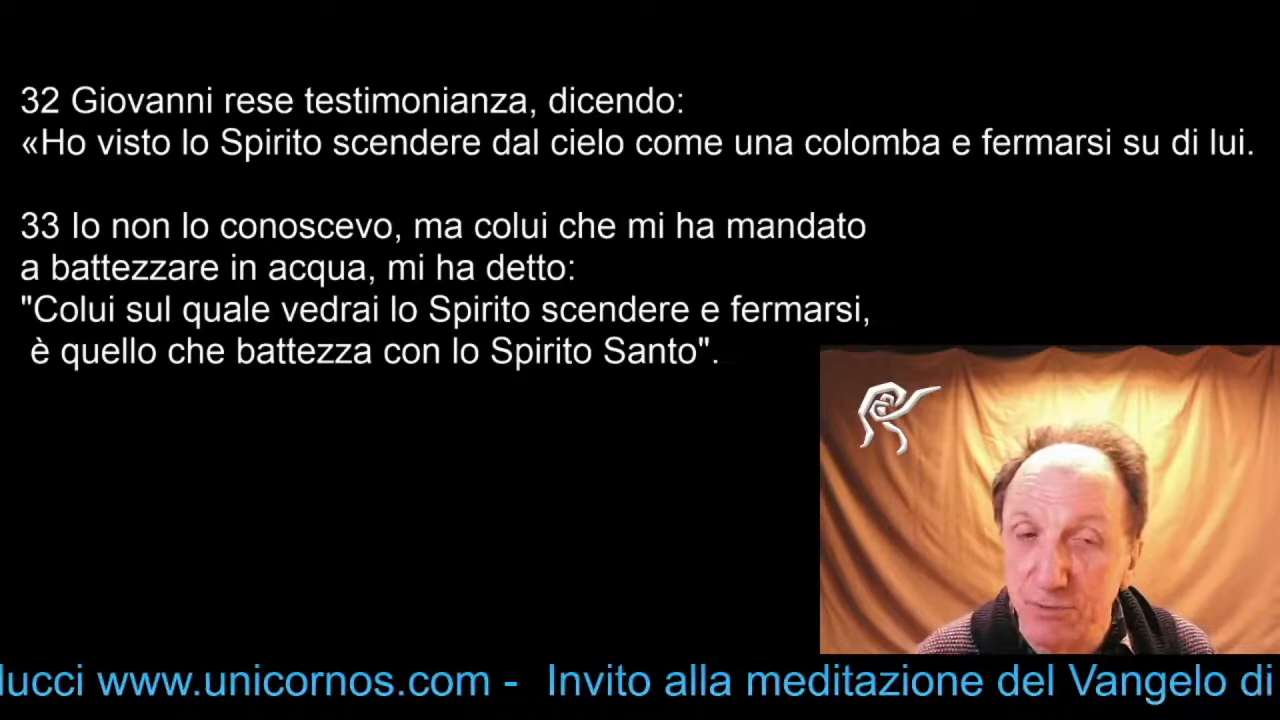 32 Giovanni rese testimonianza, dicendo:
«Ho visto lo Spirito scendere dal cielo come una colomba e fermarsi su di lui.
33 Io non lo conoscevo, ma colui che mi ha mandato
a battezzare in acqua, mi ha detto:
"Colui sul quale vedrai lo Spirito scendere e fermarsi,
è quello che battezza con lo Spirito Santo".
lucci www.unicornos.com - Invito alla meditazione del Vangelo di